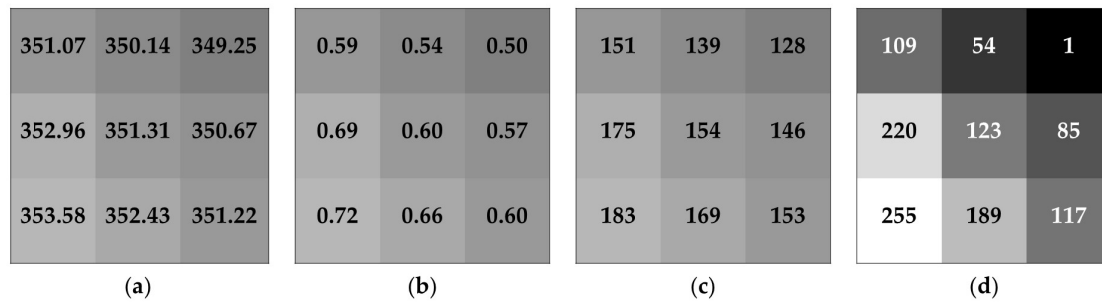 351.07 350.14 349.25 0.59 0.54 0.50 151 139 128 109 54 1
352.96 351.31 350.67 0.69 0.60 0.57 175 154 146 220 123 85
353.58 352.43 351.22 0.72 0.66 0.60 183 169 153 255 189 117
(a) (b) (c) (d)